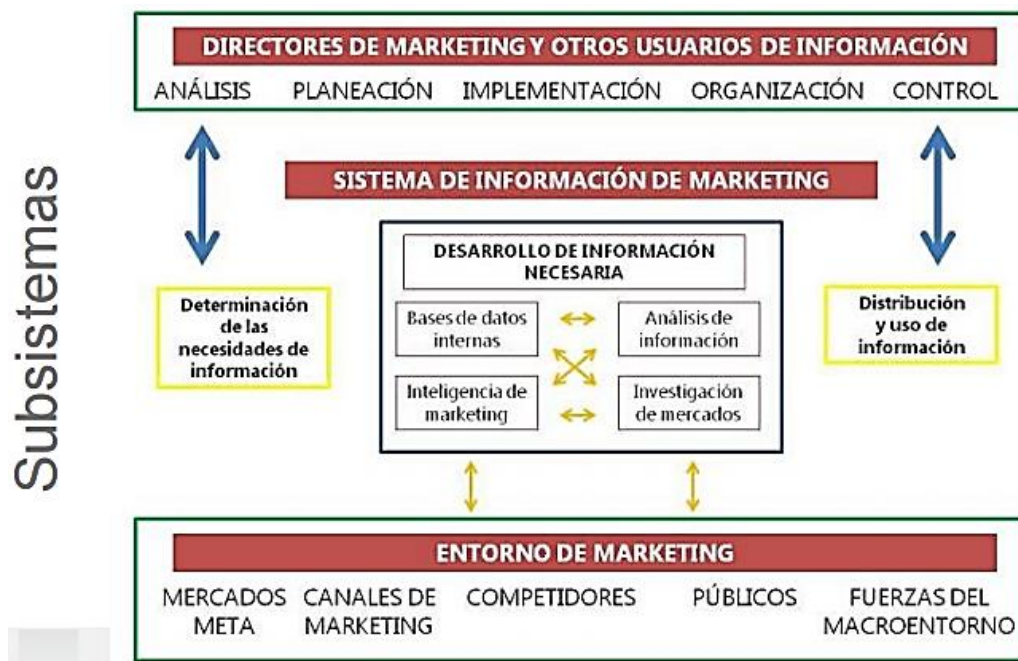 Subsistemas
DIRECTORES DE MARKETING Y OTROS USUARIOS DE INFORMACIÓN
ANÁLISIS PLANEACIÓN IMPLEMENTACIÓN ORGANIZACIÓN CONTROL
SISTEMA DE INFORMACIÓN DE MARKETING
DESARROLLO DE INFORMACIÓN
NECESARIA
Determinación
de las
necesidades de
información
Bases de datos
internas
Análisis de
información
Inteligencia de
marketing
Investigación
de mercados
Distribución
y uso de
información
ENTORNO DE MARKETING
MERCADOS
META
CANALES DE
MARKETING
COMPETIDORES
PÚBLICOS
FUERZAS DEL
MACROENTORNO